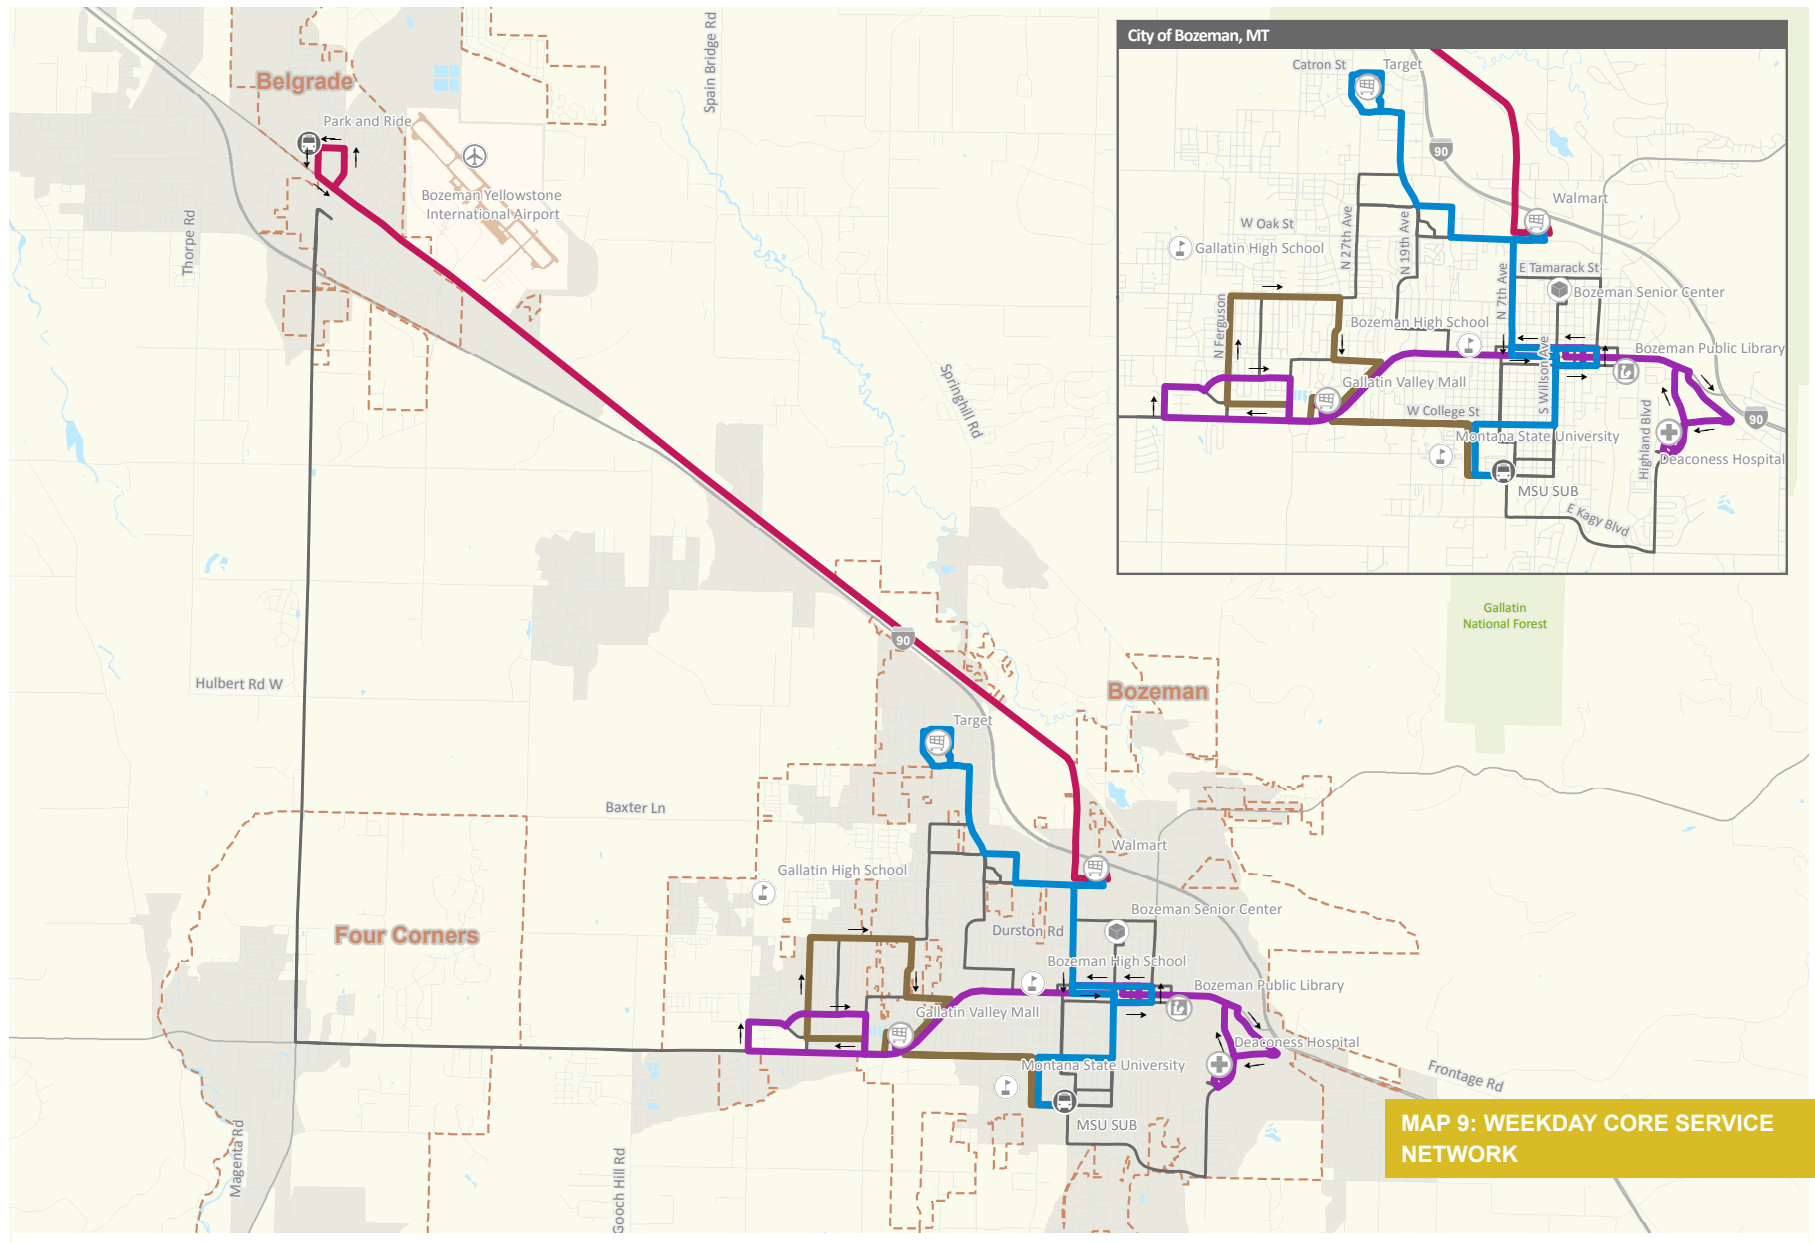 City of Bozeman, MT
Catron St
Target
90
Walmart
W Oak St
N 27th Ave
N 19th Ave
Gallatin High School
E Tamarack St
N 7th Ave
Bozeman Senior Center
N Ferguson
Bozeman High School
S Willson Ave
Bozeman Public Library
Gallatin Valley Mall
W College St
Highland Blvd
90
Montana State University
Deaconess Hospital
MSU SUB
E Kagy Blvd
Belgrade
Park and Ride
Spain Bridge Rd
Bozeman Yellowstone
International Airport
Thorpe Rd
Springhill Rd
Gallatin
National Forest
90
Hulbert Rd W
Bozeman
Target
Baxter Ln
Walmart
Gallatin High School
Four Corners
Bozeman Senior Center
Durston Rd
Bozeman High School
Bozeman Public Library
Gallatin Valley Mall
Deaconess Hospital
Montana State University
Frontage Rd
MSU SUB
Magenta Rd
Gooch Hill Rd
MAP 9: WEEKDAY CORE SERVICE
NETWORK